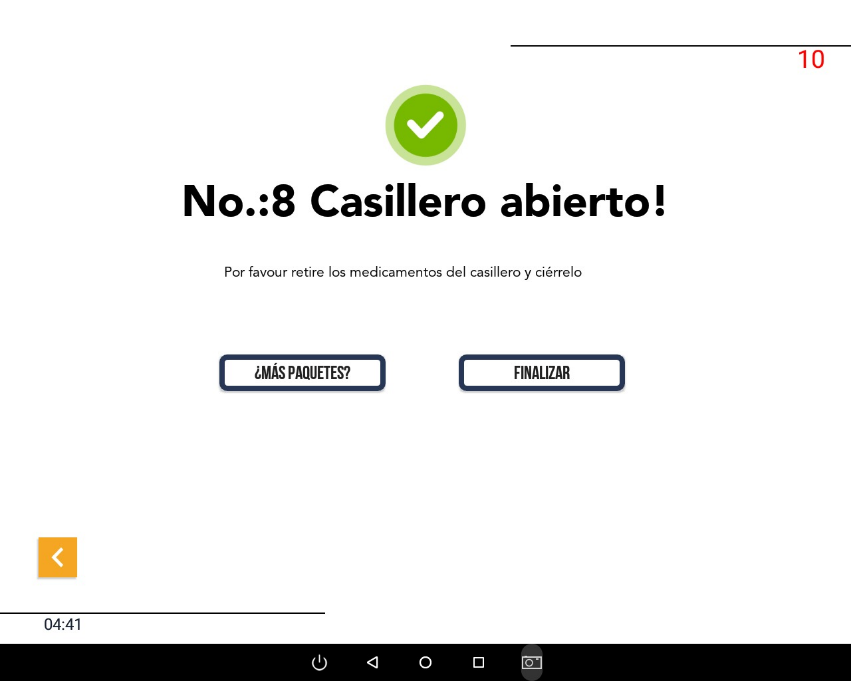 10
No.:8 Casillero abierto!
Por favour retire los medicamentos del casillero y ciérrelo
¿MÁS PAQUETES?
FINALIZAR
04:41